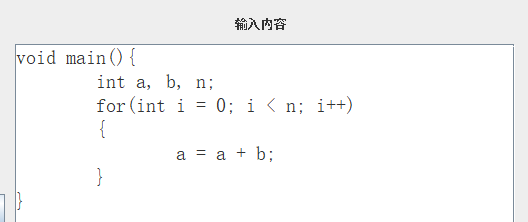 输入内容
void main(){
int a, b, n;
for(int i = 0; i < n; i++)
{
a = a + b;
}
}